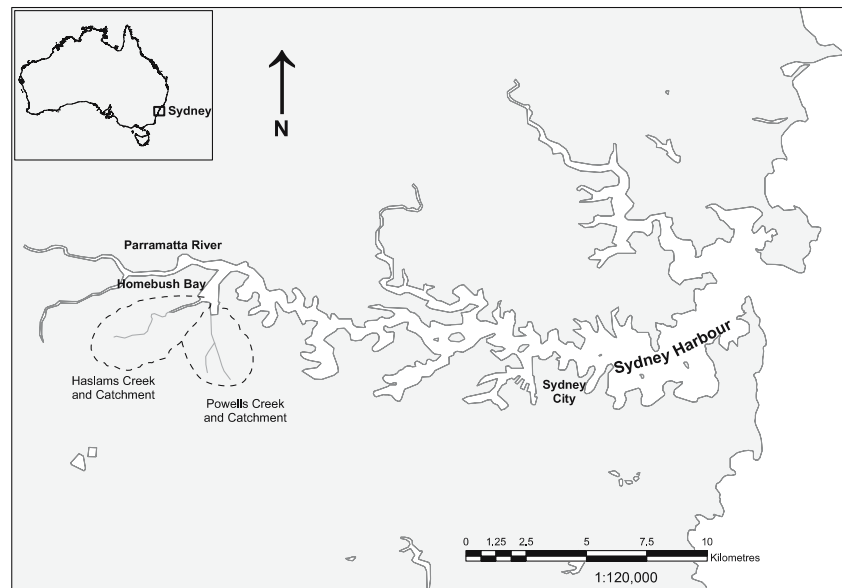 Sydney
N
Parramatta River
Homebush Bay
Haslams Creek
and Catchment
Powells Creek
and Catchment
Sydney
City
Sydney Harbour
0 1,25 2,5 5 7,5 10
Kilometres
1:120,000